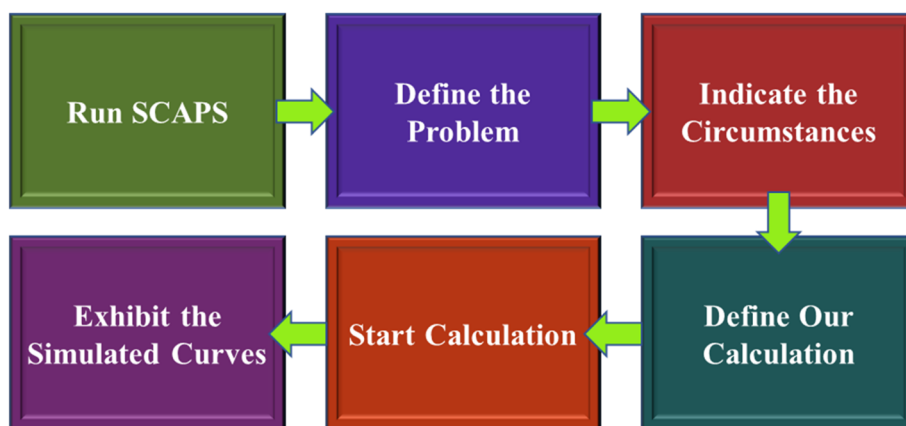 Run SCAPS
Define the
Problem
Indicate the
Circumstances
Define Our
Calculation
Start Calculation
Exhibit the
Simulated Curves